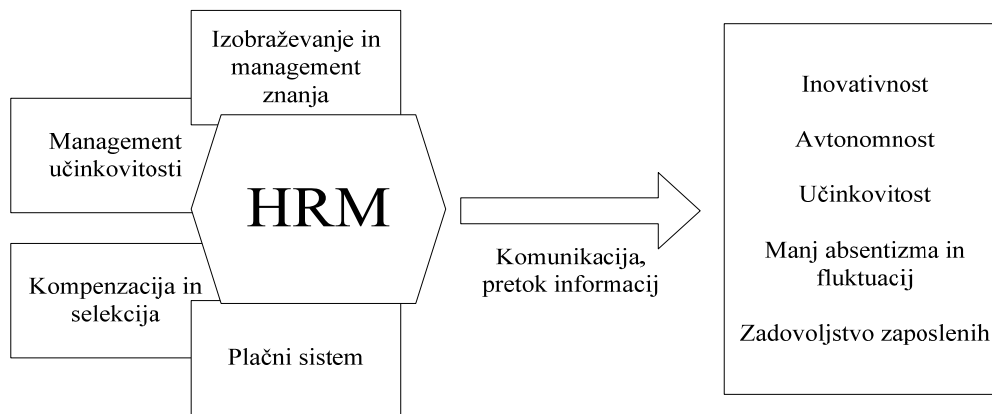 Izobraževanje in
management
znanja
Management
učinkovitosti
HRM
Kompenzacija in
selekcija
Plačni sistem
Komunikacija,
pretok informacij
Inovativnost
Avtonomnost
Učinkovitost
Manj absentizma in
fluktuacij
Zadovoljstvo zaposlenih